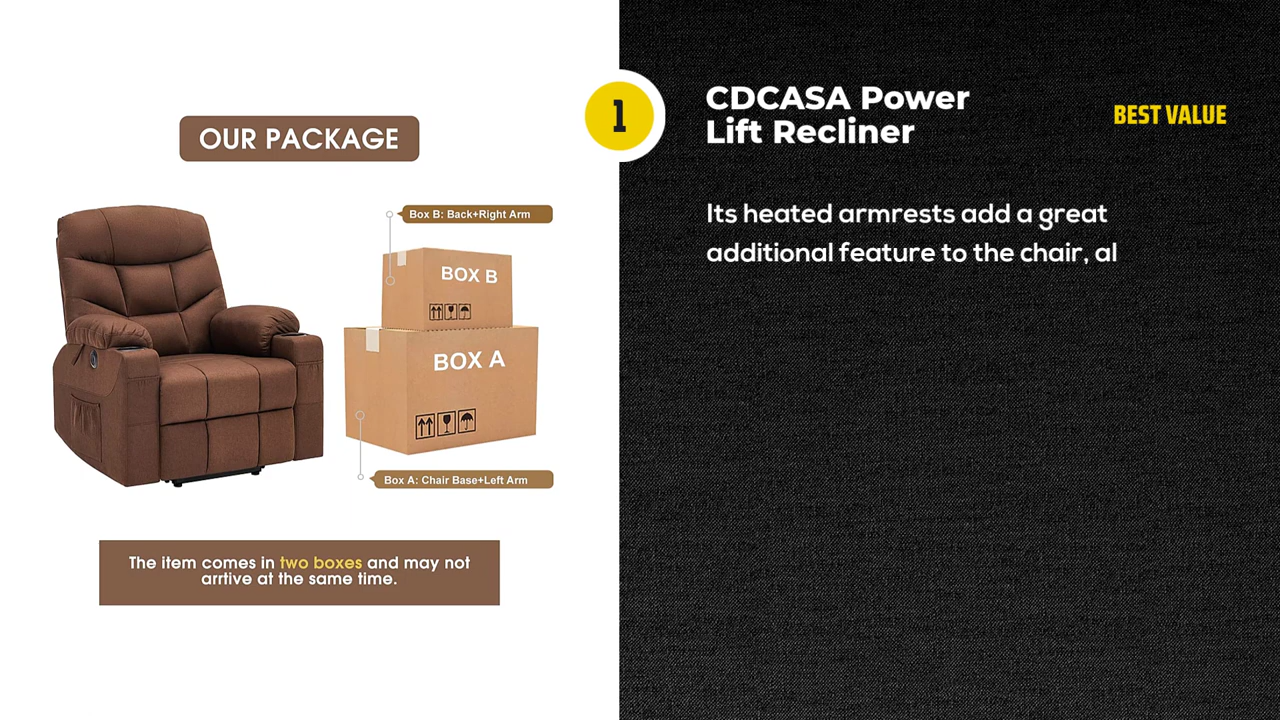 OUR PACKAGE
Box B: Back+Right Arm
BOX B
BOX A
Box A: Chair Base+Left Arm
The item comes in two boxes and may not
arrtive at the same time.
1
CDCASA Power
Lift Recliner
BEST VALUE
Its heated armrests add a great
additional feature to the chair, al